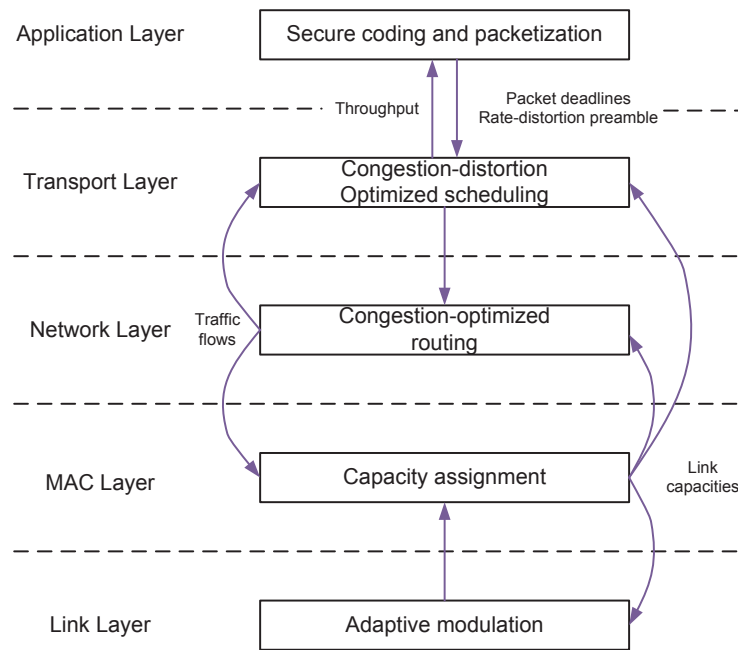 Application Layer
Secure coding and packetization
Throughput
Packet deadlines
Rate-distortion preamble
Transport Layer
Congestion-distortion
Optimized scheduling
Network Layer
Traffic
flows
Congestion-optimized
routing
MAC Layer
Capacity assignment
Link
capacities
Link Layer
Adaptive modulation